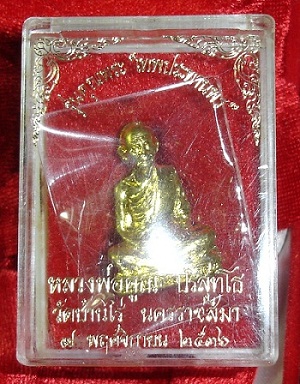 หลวงพ่อคูณ ปริสุทโธ
วัดบ้านไร่ นครราชสีมา
๗ พฤศจิกายน ๒๕๓๖